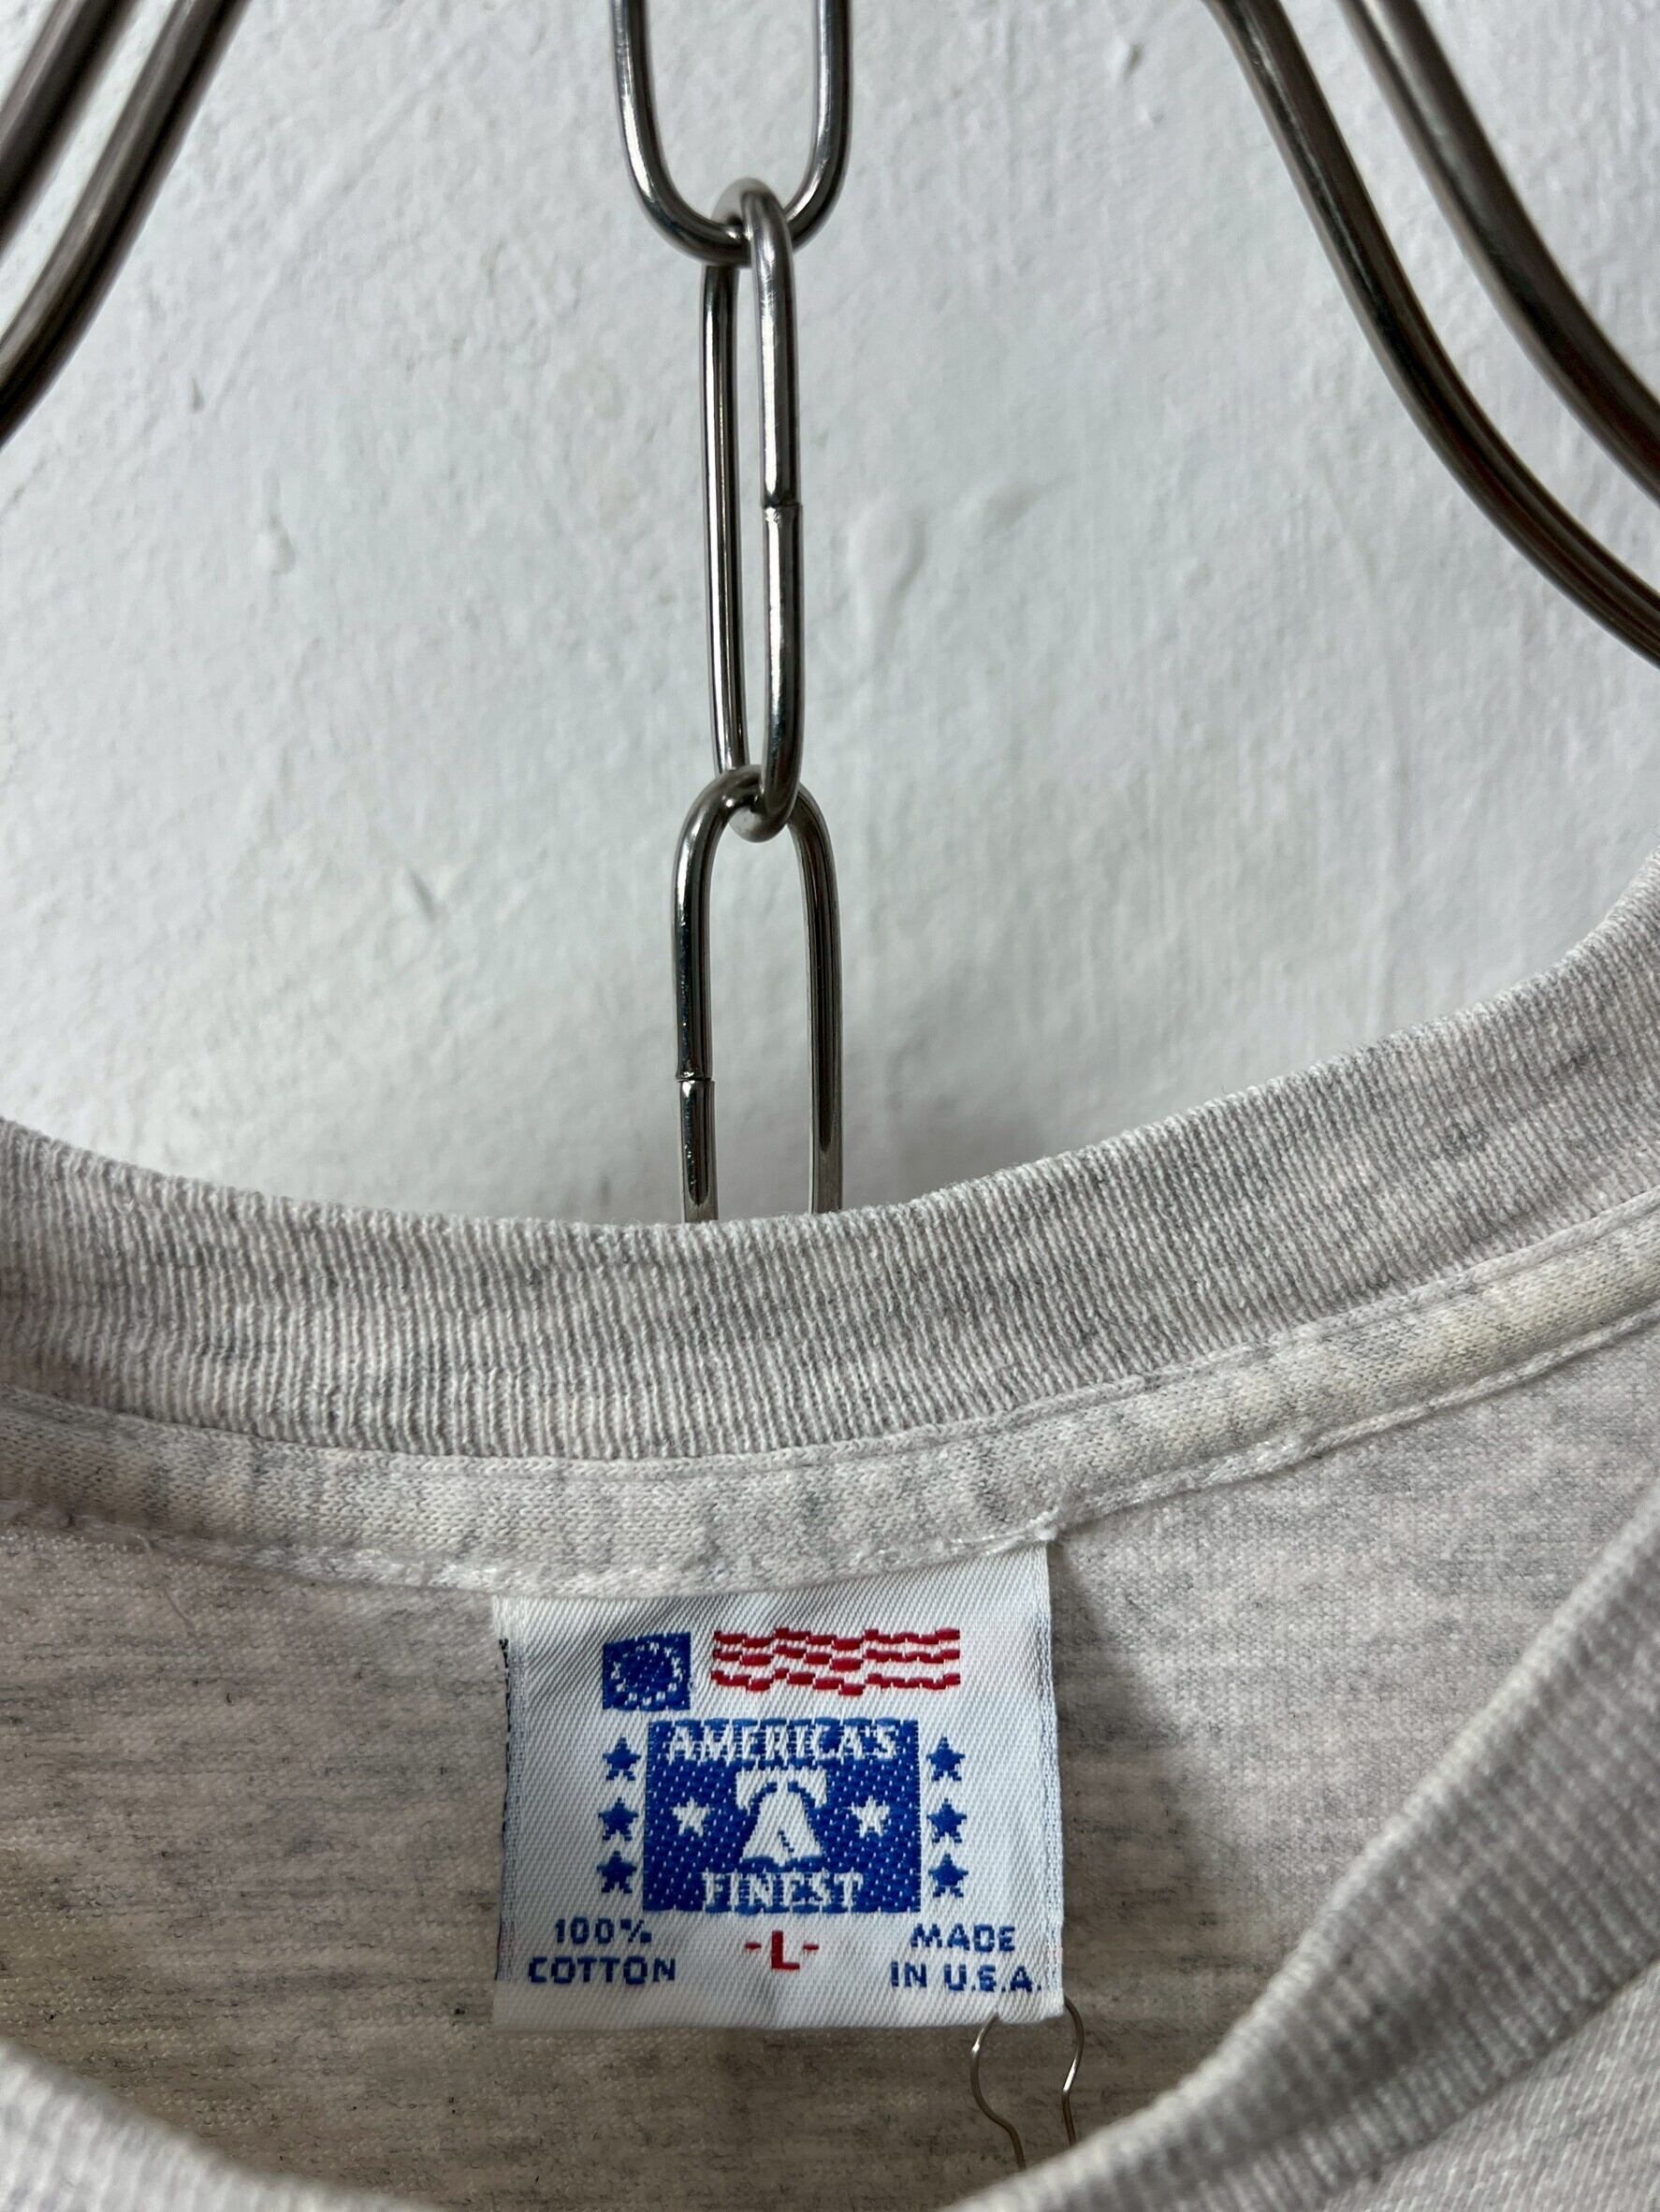 AMERICA'S
FINEST
100%
COTTON
-L-
MADE
IN U.S.A.